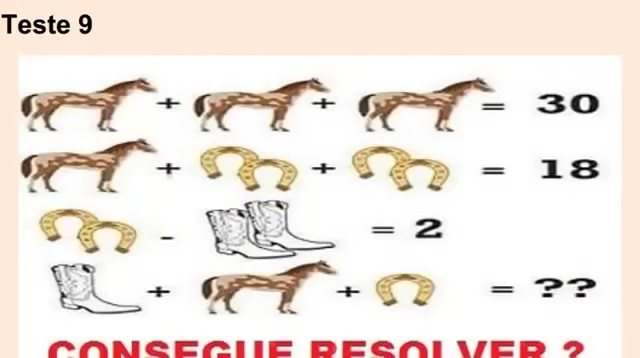 Teste 9
+ + = 30
+ + = 18
- = 2
+ + = ??
CONSEGUE RESOLVER ?